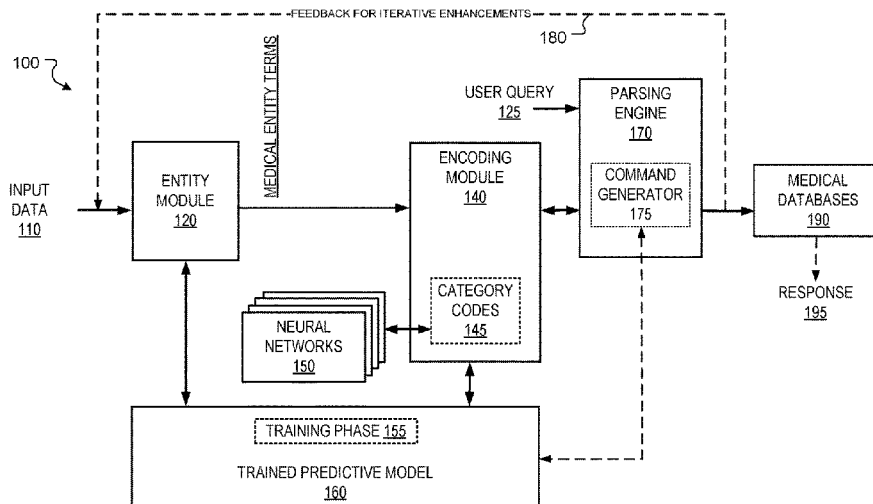 FEEDBACK FOR ITERATIVE ENHANCEMENTS
180
100
MEDICAL ENTITY TERMS
USER QUERY
125
PARSING
ENGINE
170
COMMAND
GENERATOR
175
INPUT
DATA
110
ENTITY
MODULE
120
ENCODING
MODULE
140
CATEGORY
CODES
145
MEDICAL
DATABASES
190
RESPONSE
195
NEURAL
NETWORKS
150
TRAINING PHASE 155
TRAINED PREDICTIVE MODEL
160